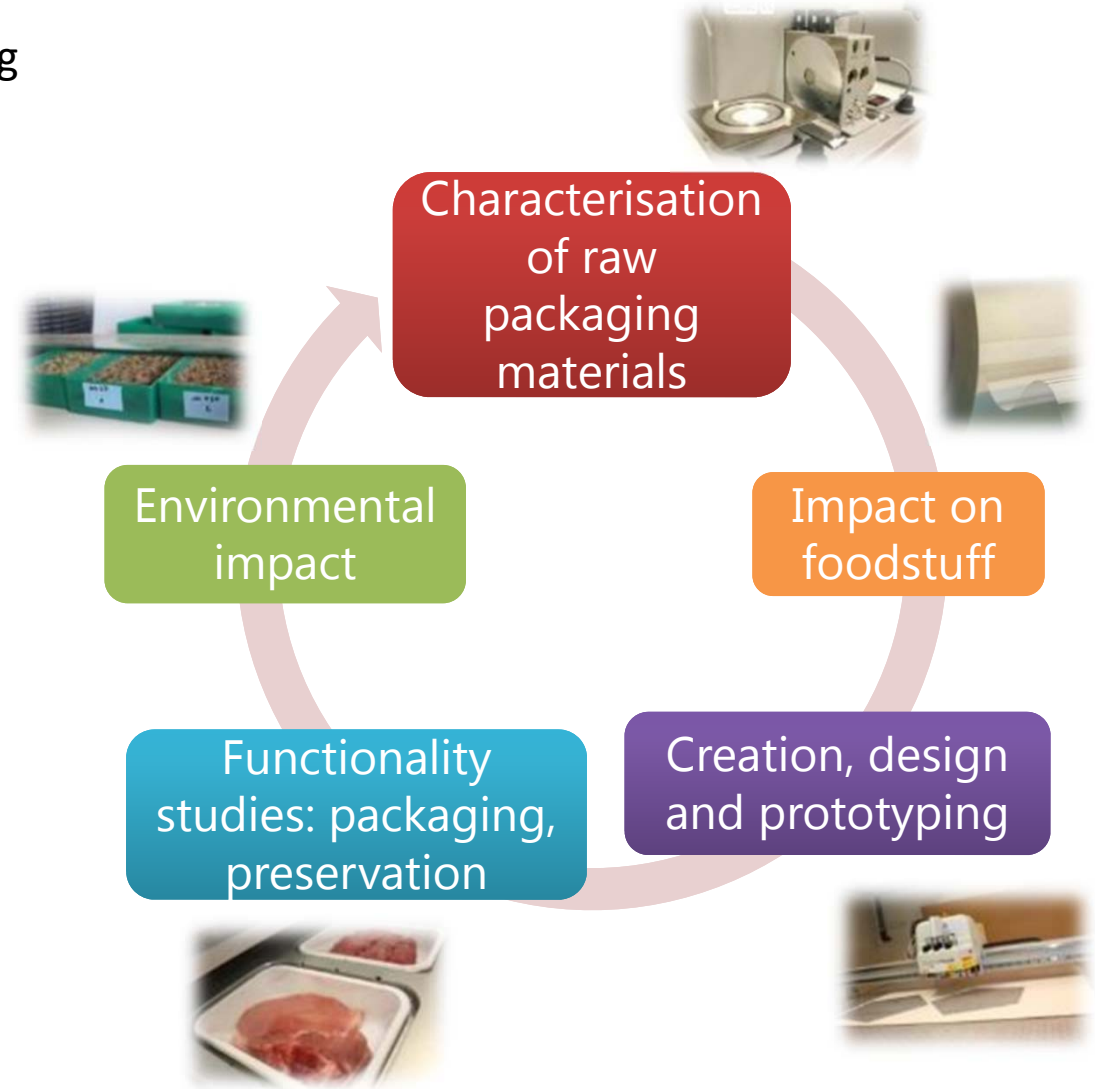 g
Characterisation
of raw
packaging
materials
Impact on
foodstuff
Creation, design
and prototyping
Functionality
studies: packaging,
preservation
Environmental
impact